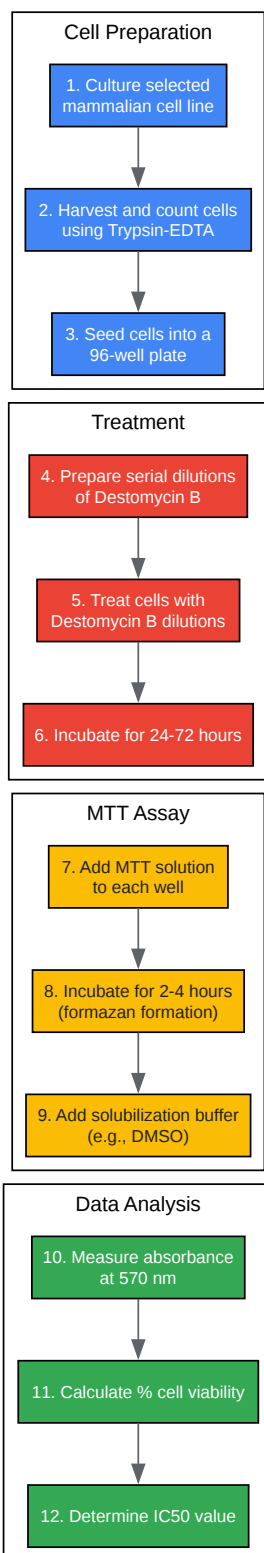 Cell Preparation
1. Culture selected
mammalian cell line
2. Harvest and count cells
using Trypsin-EDTA
3. Seed cells into a
96-well plate
Treatment
4. Prepare serial dilutions
of Destomycin B
5. Treat cells with
Destomycin B dilutions
6. Incubate for 24-72 hours
MTT Assay
7. Add MTT solution
to each well
8. Incubate for 2-4 hours
(formazan formation)
9. Add solubilization buffer
(e.g., DMSO)
Data Analysis
10. Measure absorbance
at 570 nm
11. Calculate % cell viability
12. Determine IC50 value